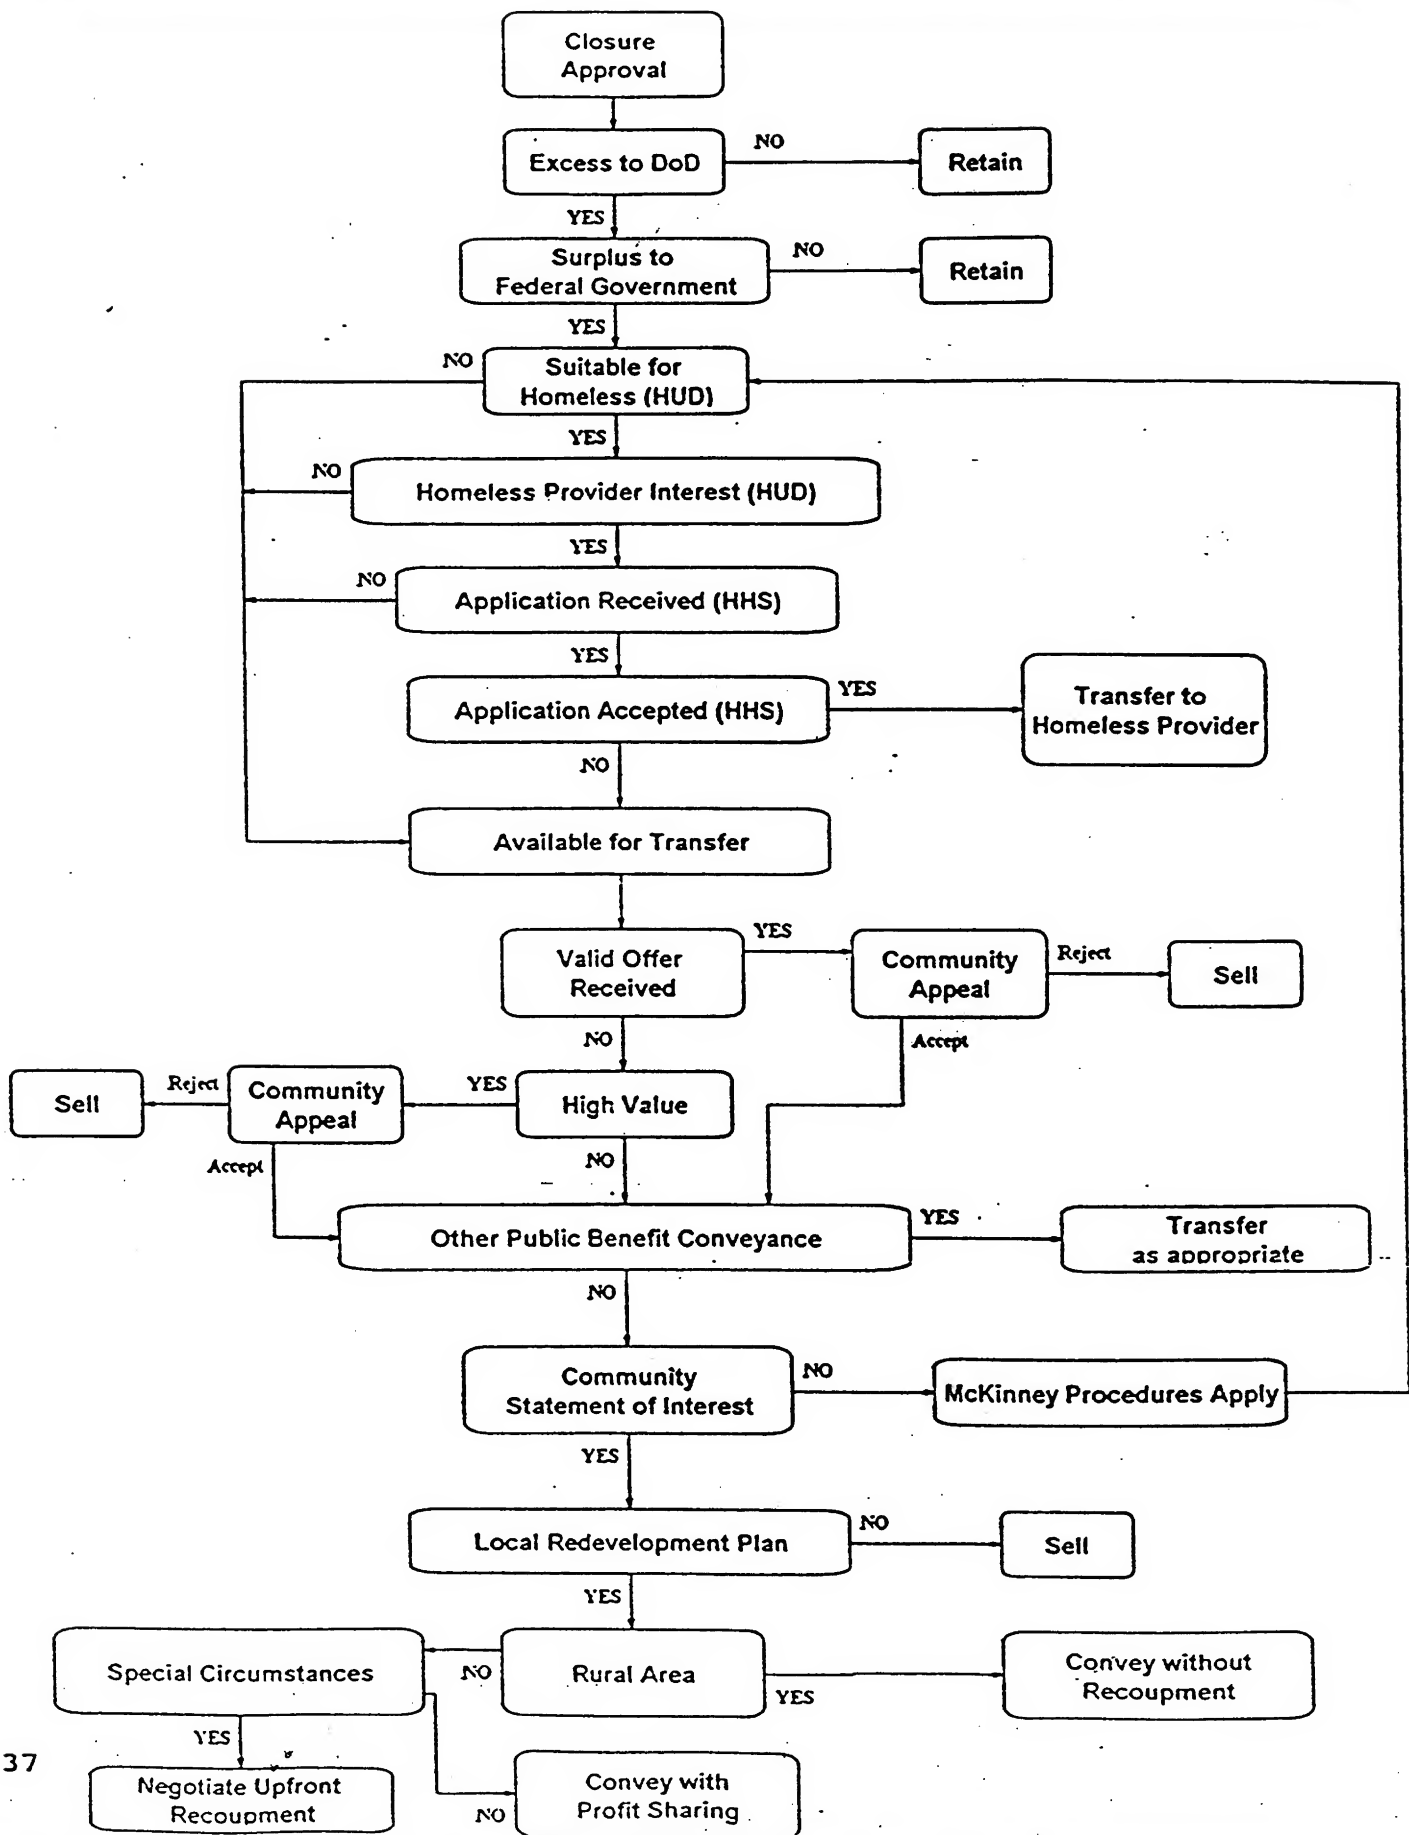 Closure
Approval
Excess to DoD
NO
Retain
YES
Surplus to
Federal Government
NO
Retain
YES
NO
Suitable for
Homeless (HUD)
YES
NO
Homeless Provider Interest (HUD)
YES
NO
Application Received (HHS)
YES
Application Accepted (HHS)
YES
Transfer to
Homeless Provider
NO
Available for Transfer
Valid Offer
Received
YES
Community
Appeal
Reject
Sell
NO
Accept
Sell
Reject
Community
Appeal
YES
High Value
Accept
NO
Other Public Benefit Conveyance
YES
Transfer
as appropriate
NO
Community
Statement of Interest
NO
McKinney Procedures Apply
YES
Local Redevelopment Plan
NO
Sell
YES
Special Circumstances
NO
Rural Area
YES
Convey without
Recoupment
YES
37
Negotiate Upfront
Recoupment
NO
Convey with
Profit Sharing